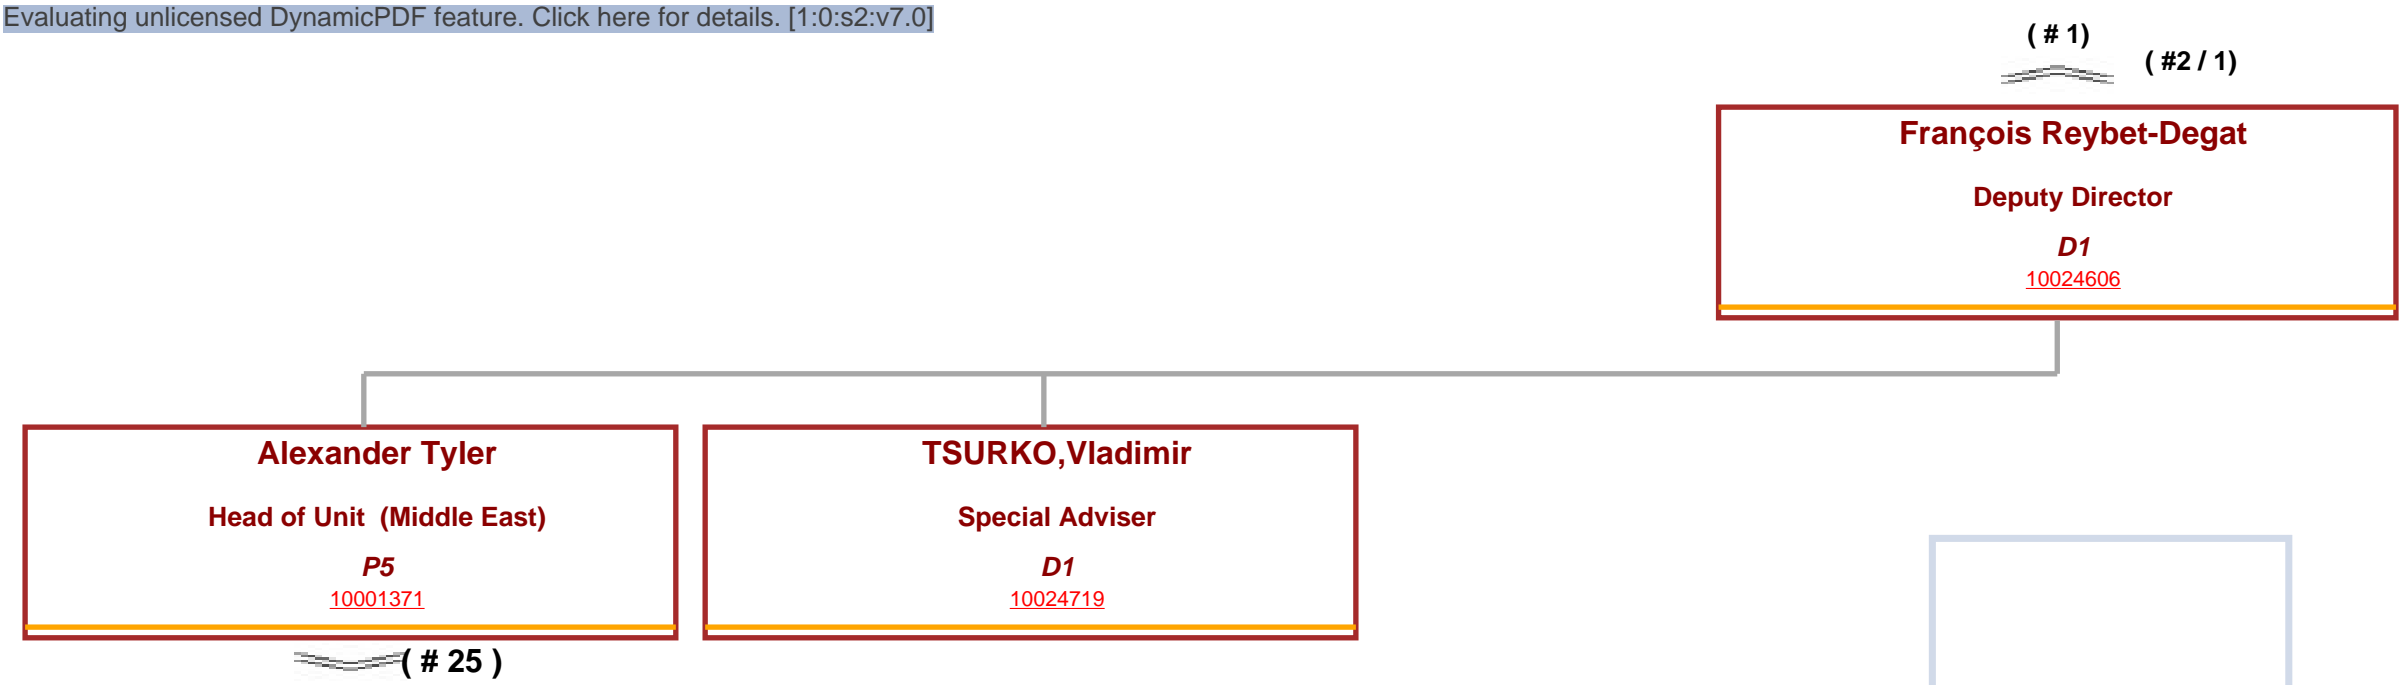 Evaluating unlicensed DynamicPDF feature. Click here for details. [1:0:s2:v7.0]
( # 1)
( #2 / 1)
François Reybet-Degat
Deputy Director
D1
10024606
Alexander Tyler
Head of Unit  (Middle East)
P5
10001371
( # 25 )
TSURKO,Vladimir
Special Adviser
D1
10024719